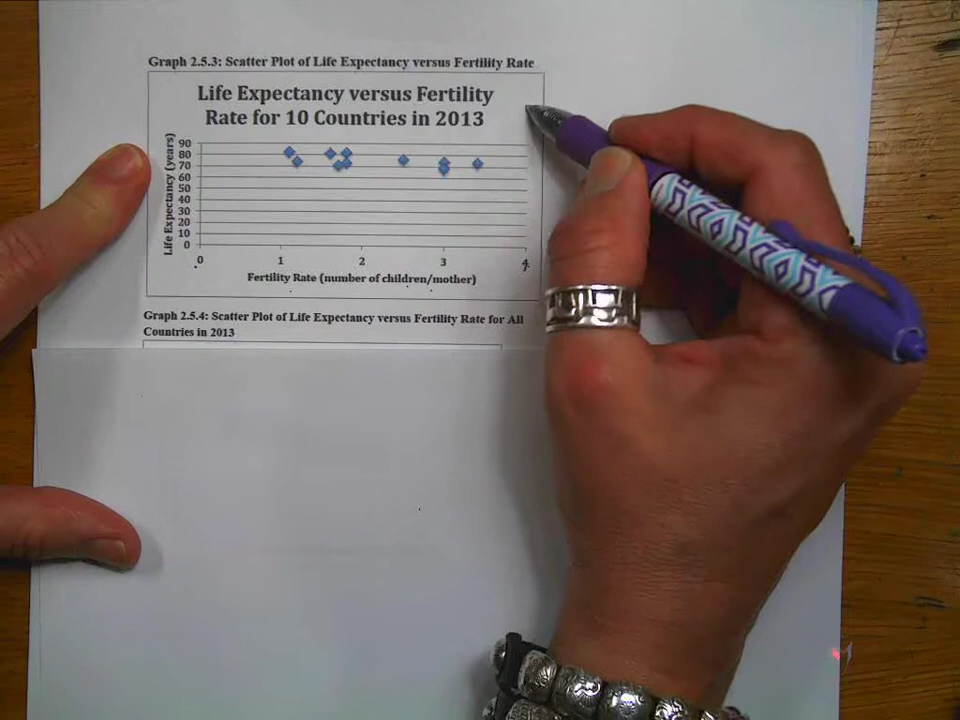 Graph 2.5.3: Scatter Plot of Life Expectancy versus Fertility Rate
Life Expectancy versus Fertility
Rate for 10 Countries in 2013
Life Expectancy (years)
90
80
70
60
50
40
30
20
10
0
0 1 2 3 4
Fertility Rate (number of children/mother)
Graph 2.5.4: Scatter Plot of Life Expectancy versus Fertility Rate for All
Countries in 2013